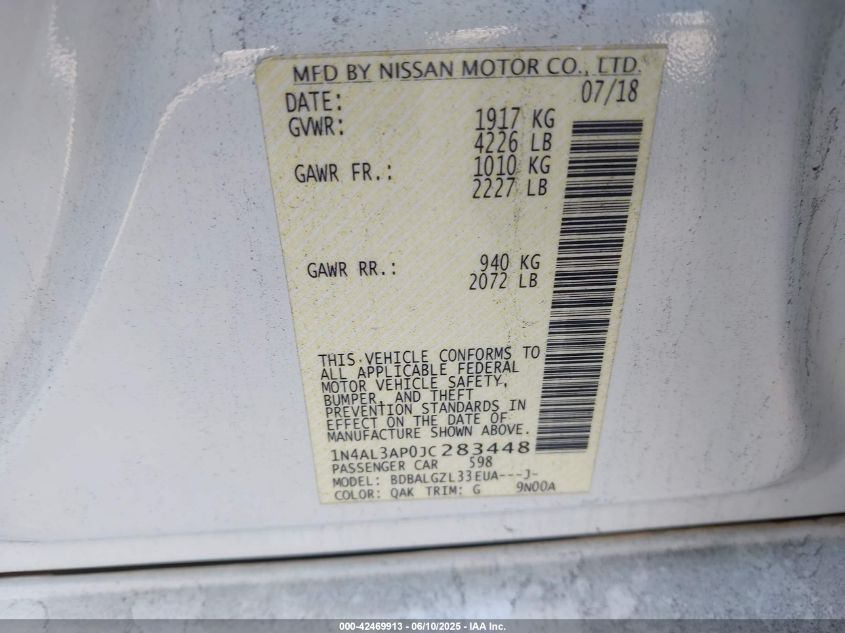 MFD BY NISSAN MOTOR CO., LTD.
DATE: 07/18
GVWR: 1917 KG
4226 LB
GAWR FR.: 1010 KG
2227 LB
GAWR RR.: 940 KG
2072 LB
THIS VEHICLE CONFORMS TO
ALL APPLICABLE FEDERAL
MOTOR VEHICLE SAFETY,
BUMPER, AND THEFT
PREVENTION STANDARDS IN
EFFECT ON THE DATE OF
MANUFACTURE SHOWN ABOVE.
1N4AL3AP0JC283448
PASSENGER CAR 598
MODEL: BDBALGZL33EUA---J-
COLOR: QAK TRIM: G 9N00A
000-42469913 - 06/10/2025 - IAA Inc.